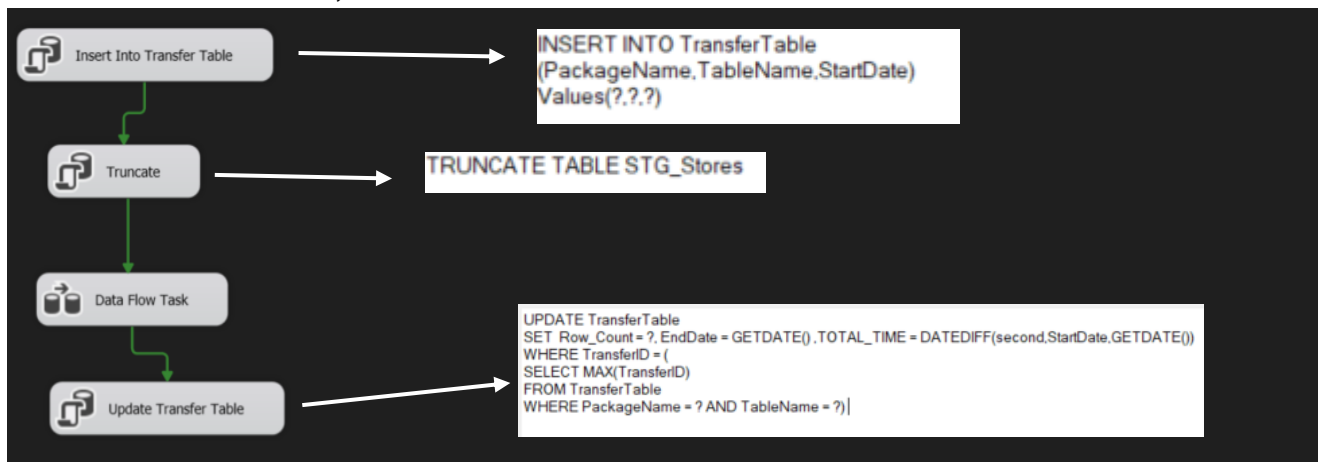 Insert Into Transfer Table
INSERT INTO TransferTable
(PackageName,TableName,StartDate)
Values(?,?,?)
Truncate
TRUNCATE TABLE STG_Stores
Data Flow Task
UPDATE TransferTable
SET Row_Count = ?, EndDate = GETDATE() ,TOTAL_TIME = DATEDIFF(second,StartDate,GETDATE())
WHERE TransferID = (
SELECT MAX(TransferID)
FROM TransferTable
WHERE PackageName = ? AND TableName = ?)
Update Transfer Table